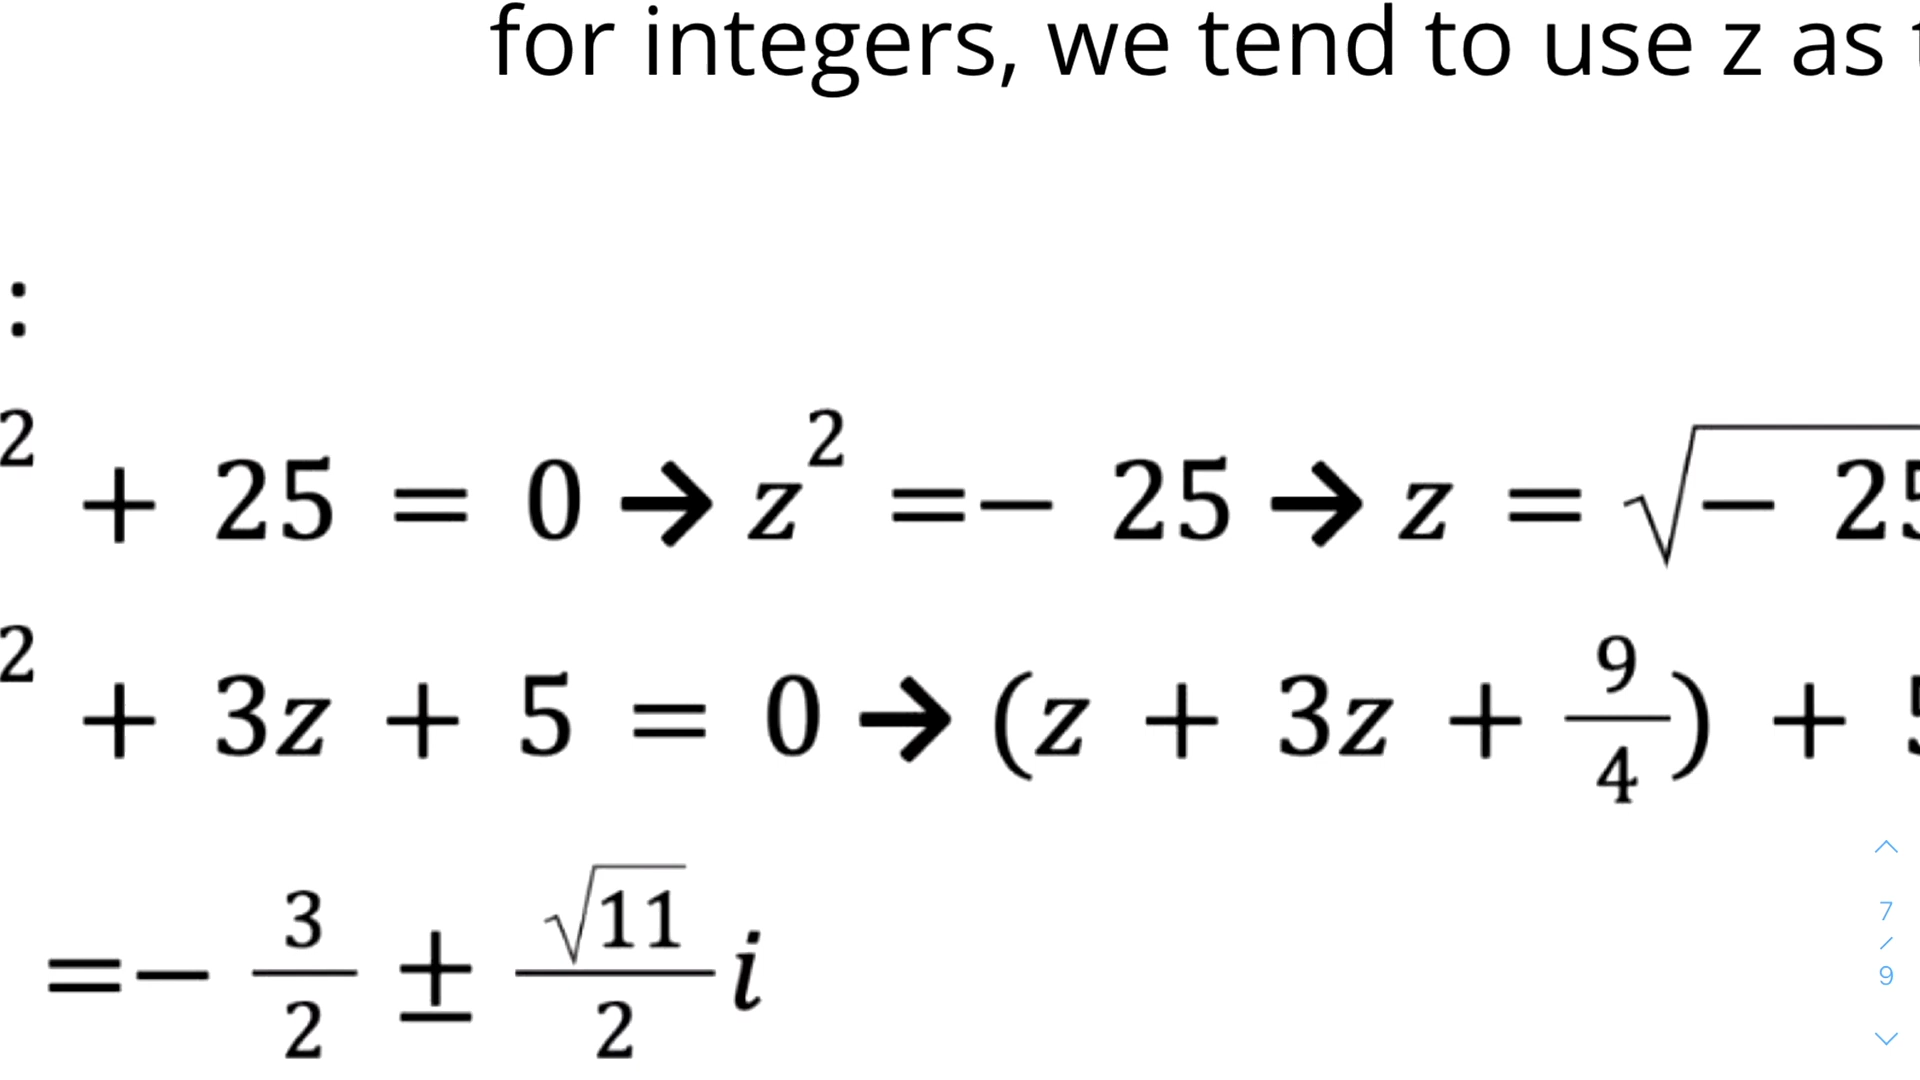 for integers, we tend to use z as
:
² + 25 = 0 → z² =− 25 → z = √− 25
² + 3z + 5 = 0 → (z + 3z + 9/4) + 5
=− 3/2 ± √11/2 i
7
/
9